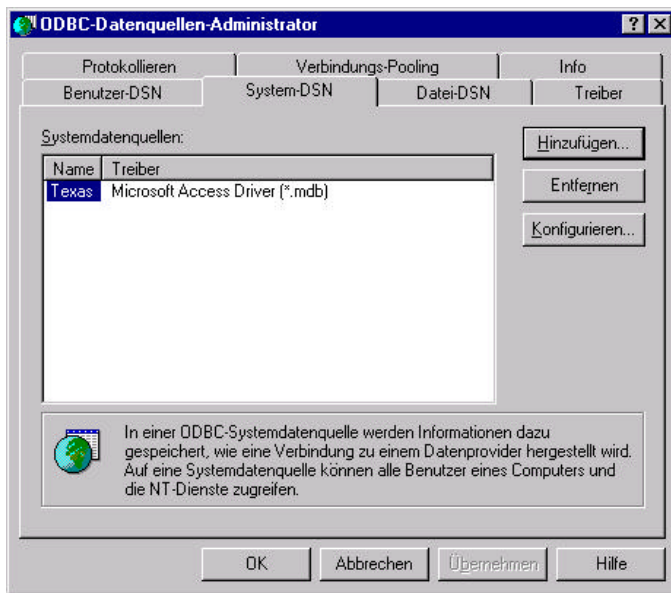 ODBC-Datenquellen-Administrator
Protokollieren Verbindungs-Pooling Info
Benutzer-DSN System-DSN Datei-DSN Treiber
Systemdatenquellen:
Name Treiber
Texas Microsoft Access Driver (*.mdb)
Hinzufügen...
Entfernen
Konfigurieren...
In einer ODBC-Systemdatenquelle werden Informationen dazu
gespeichert, wie eine Verbindung zu einem Datenprovider hergestellt wird.
Auf eine Systemdatenquelle können alle Benutzer eines Computers und
die NT-Dienste zugreifen.
OK Abbrechen Übernehmen Hilfe